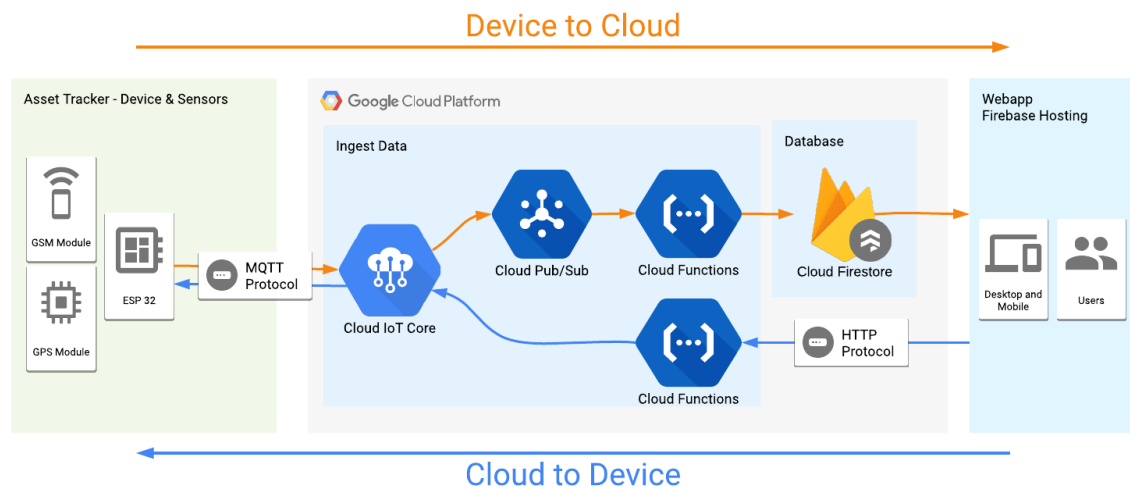 Device to Cloud
Asset Tracker - Device & Sensors
GSM Module
GPS Module
ESP 32
MQTT
Protocol
Google Cloud Platform
Ingest Data
Cloud IoT Core
Cloud Pub/Sub
Cloud Functions
Cloud Functions
Database
Cloud Firestore
HTTP
Protocol
Webapp
Firebase Hosting
Desktop and
Mobile
Users
Cloud to Device